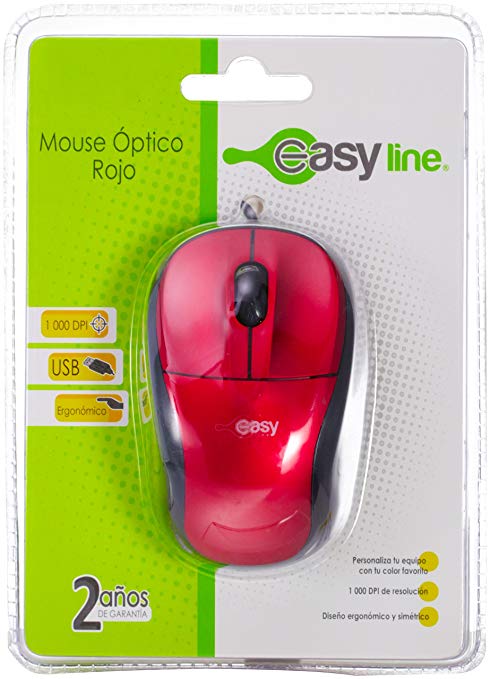 Mouse Óptico
Rojo
easy line®
1 000 DPI
USB
Ergonómico
easy
Personaliza tu equipo
con tu color favorito
1 000 DPI de resolución
Diseño ergonómico y simétrico
2 años
DE GARANTÍA